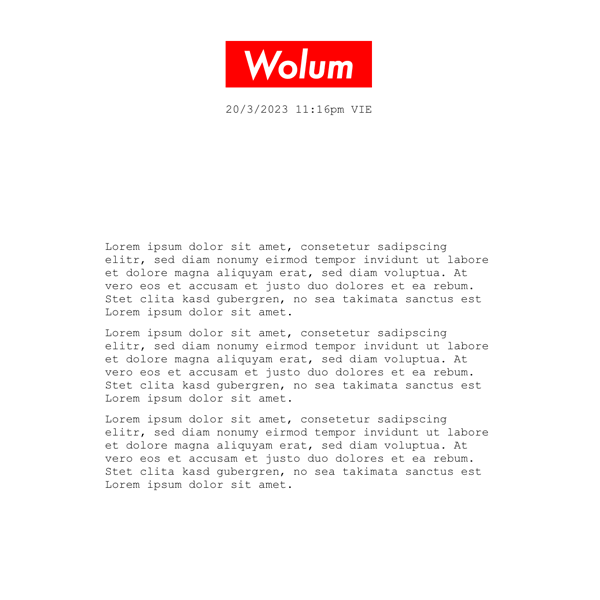 Wolum
20/3/2023 11:16pm VIE
Lorem ipsum dolor sit amet, consetetur sadipscing
elitr, sed diam nonumy eirmod tempor invidunt ut labore
et dolore magna aliquyam erat, sed diam voluptua. At
vero eos et accusam et justo duo dolores et ea rebum.
Stet clita kasd gubergren, no sea takimata sanctus est
Lorem ipsum dolor sit amet.
Lorem ipsum dolor sit amet, consetetur sadipscing
elitr, sed diam nonumy eirmod tempor invidunt ut labore
et dolore magna aliquyam erat, sed diam voluptua. At
vero eos et accusam et justo duo dolores et ea rebum.
Stet clita kasd gubergren, no sea takimata sanctus est
Lorem ipsum dolor sit amet.
Lorem ipsum dolor sit amet, consetetur sadipscing
elitr, sed diam nonumy eirmod tempor invidunt ut labore
et dolore magna aliquyam erat, sed diam voluptua. At
vero eos et accusam et justo duo dolores et ea rebum.
Stet clita kasd gubergren, no sea takimata sanctus est
Lorem ipsum dolor sit amet.